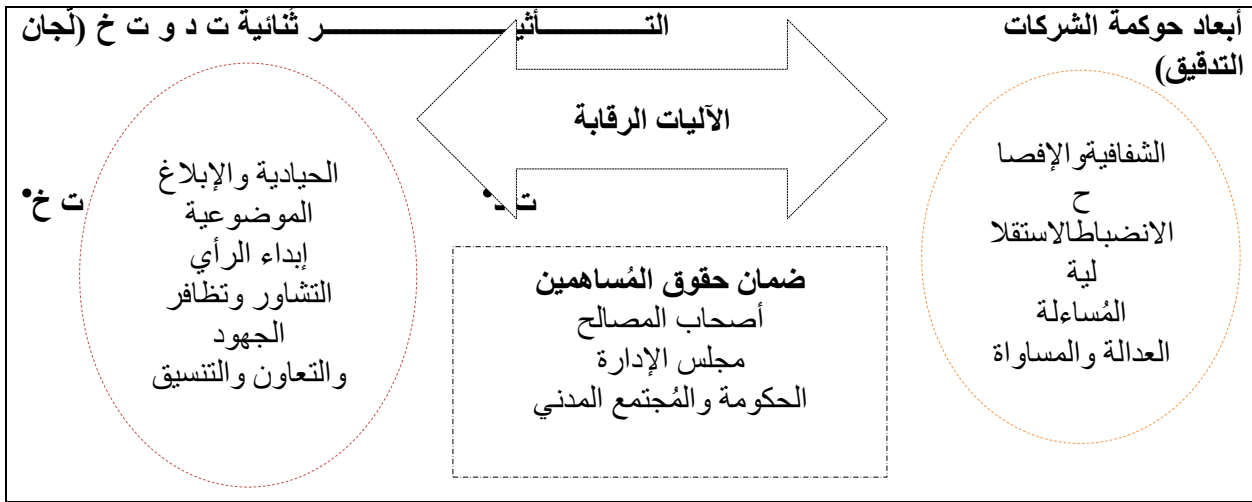 أبعاد حوكمة الشركات التـــــــــأثيـــــــــــــــــر ثُنائية ت د و ت خ (لّجان
التدقيق)
الآليات الرقابة
الشفافيةوالإفصا
ح
الانضباطالاستقلا
لية
المُساءلة
العدالة والمساواة
الحيادية والإبلاغ
الموضوعية
إبداء الرأي
التشاور وتظافر
الجهود
والتعاون والتنسيق
ت •
ت خ•
ضمان حقوق المُساهمين
أصحاب المصالح
مجلس الإدارة
الحكومة والمُجتمع المدني